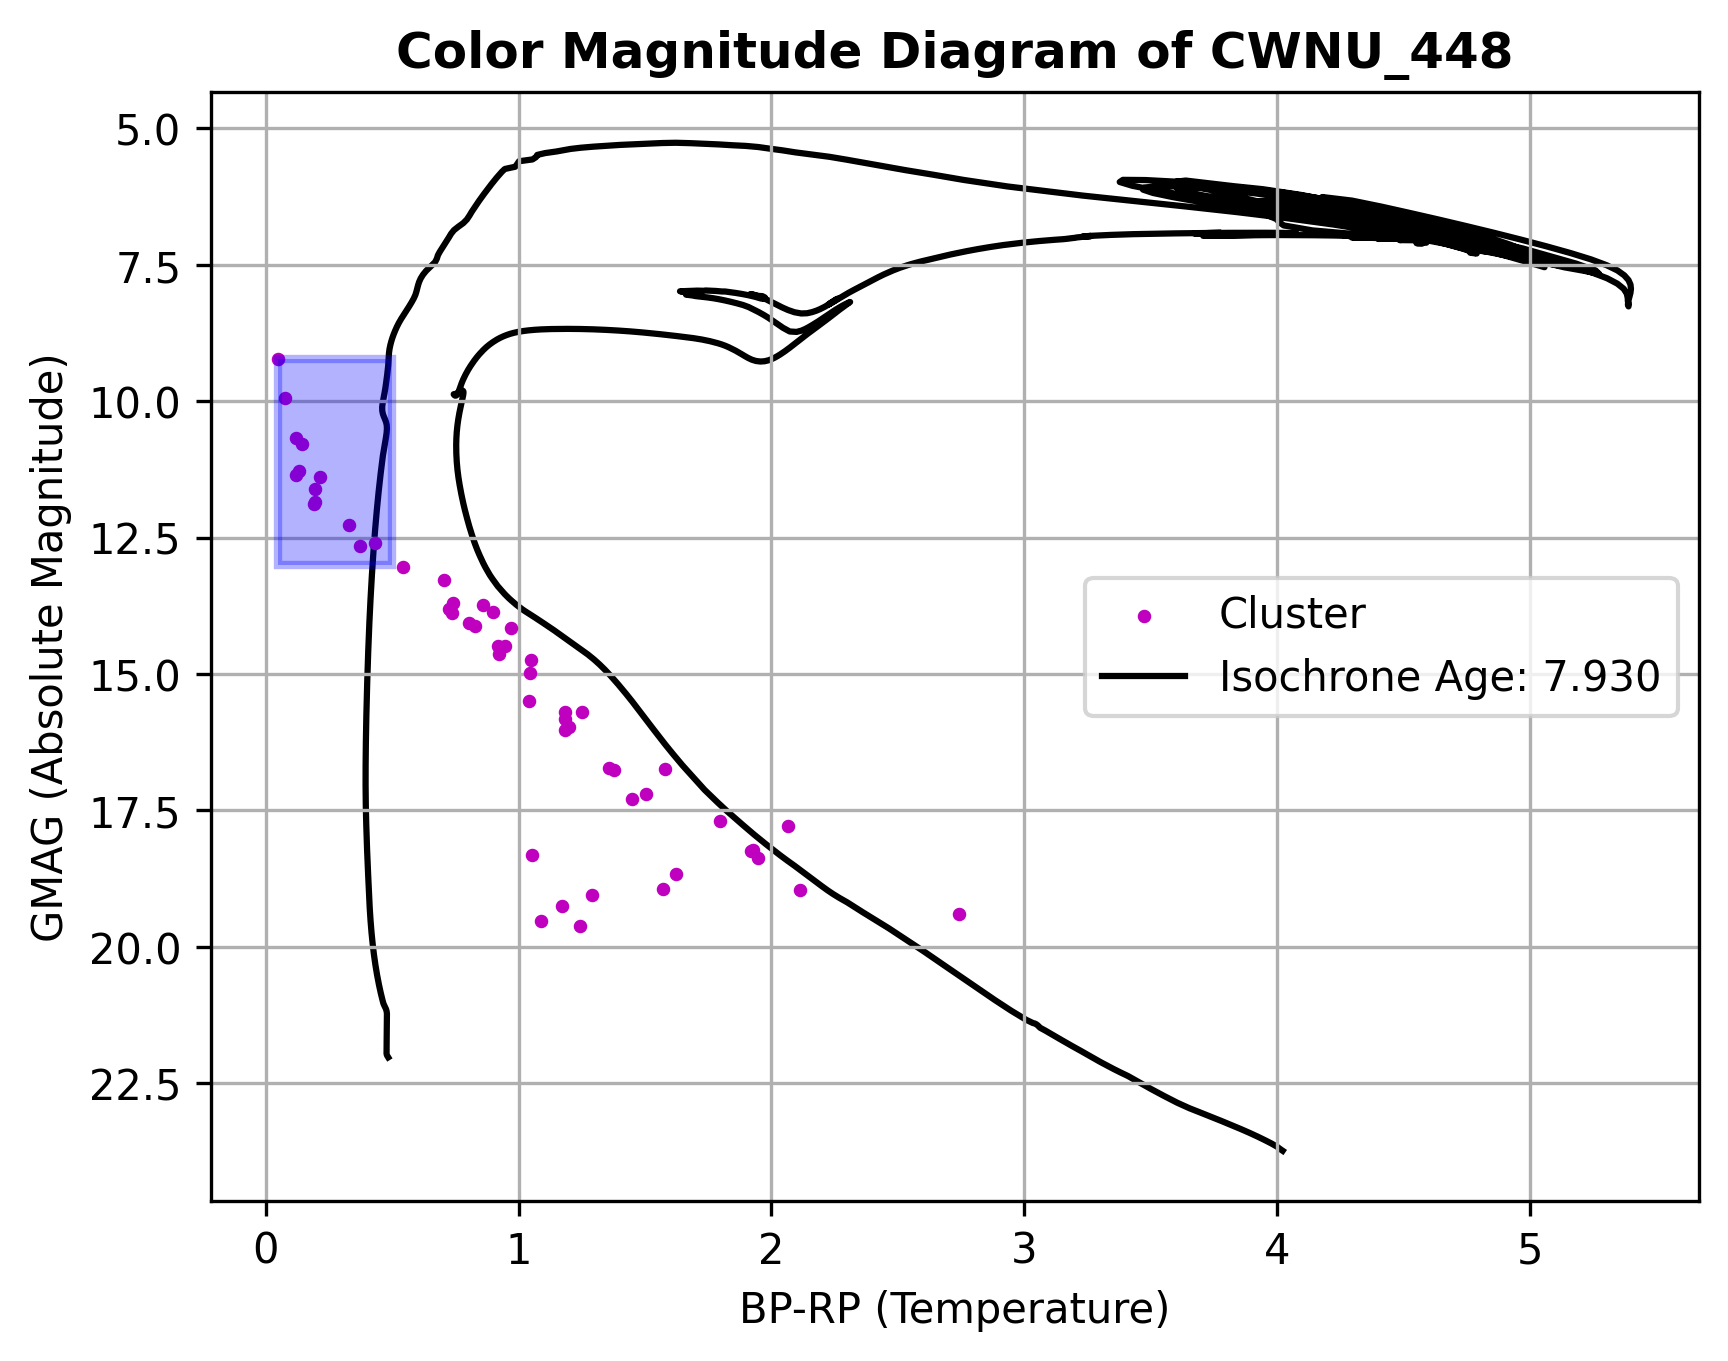 Color Magnitude Diagram of CWNU_448
GMAG (Absolute Magnitude)
5.0
7.5
10.0
12.5
15.0
17.5
20.0
22.5
Cluster
Isochrone Age: 7.930
0 1 2 3 4 5
BP-RP (Temperature)